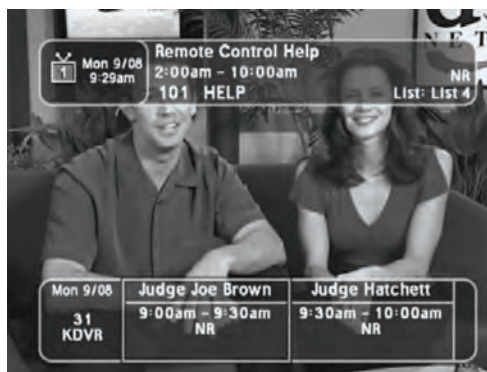 N E T
Mon 9/08
9:29am
1
Remote Control Help
2:00am – 10:00am
NR
101 HELP
List: List 4
Mon 9/08
31
KDVR
Judge Joe Brown
9:00am – 9:30am
NR
Judge Hatchett
9:30am – 10:00am
NR